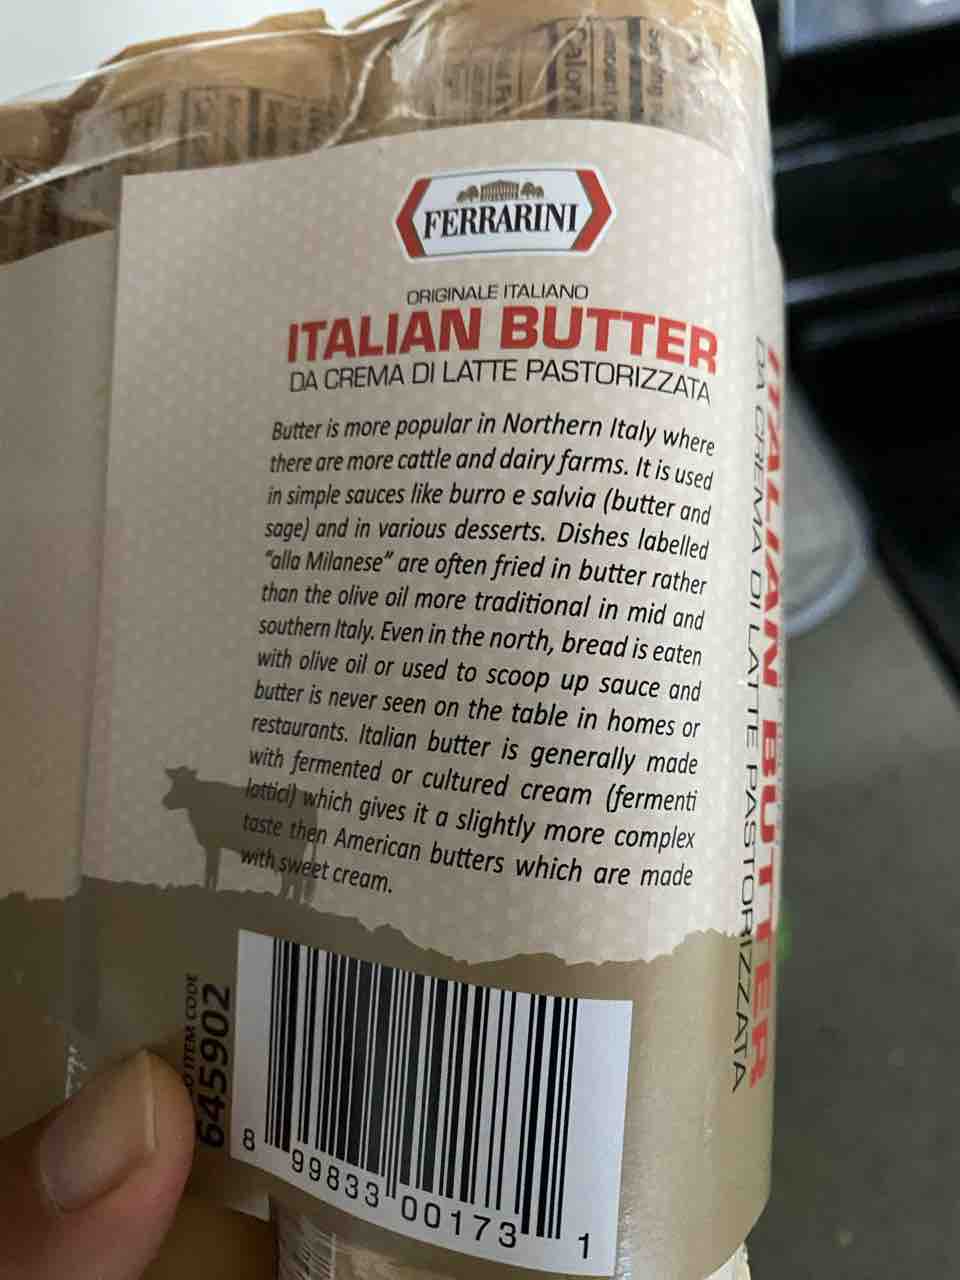 Calor
FERRARINI
ORIGINALE ITALIANO
ITALIAN BUTTER
DA CREMA DI LATTE PASTORIZZATA
Butter is more popular in Northern Italy where
there are more cattle and dairy farms. It is used
in simple sauces like burro e salvia (butter and
sage) and in various desserts. Dishes labelled
"alla Milanese" are often fried in butter rather
than the olive oil more traditional in mid and
southern Italy. Even in the north, bread is eaten
with olive oil or used to scoop up sauce and
butter is never seen on the table in homes or
restaurants. Italian butter is generally made
with fermented or cultured cream (fermenti
lattici) which gives it a slightly more complex
taste then American butters which are made
with sweet cream.
ITEM CODE
645902
8 99833 00173 1
ITALIAN BUTTER
DA CREMA DI LATTE PASTORIZZATA